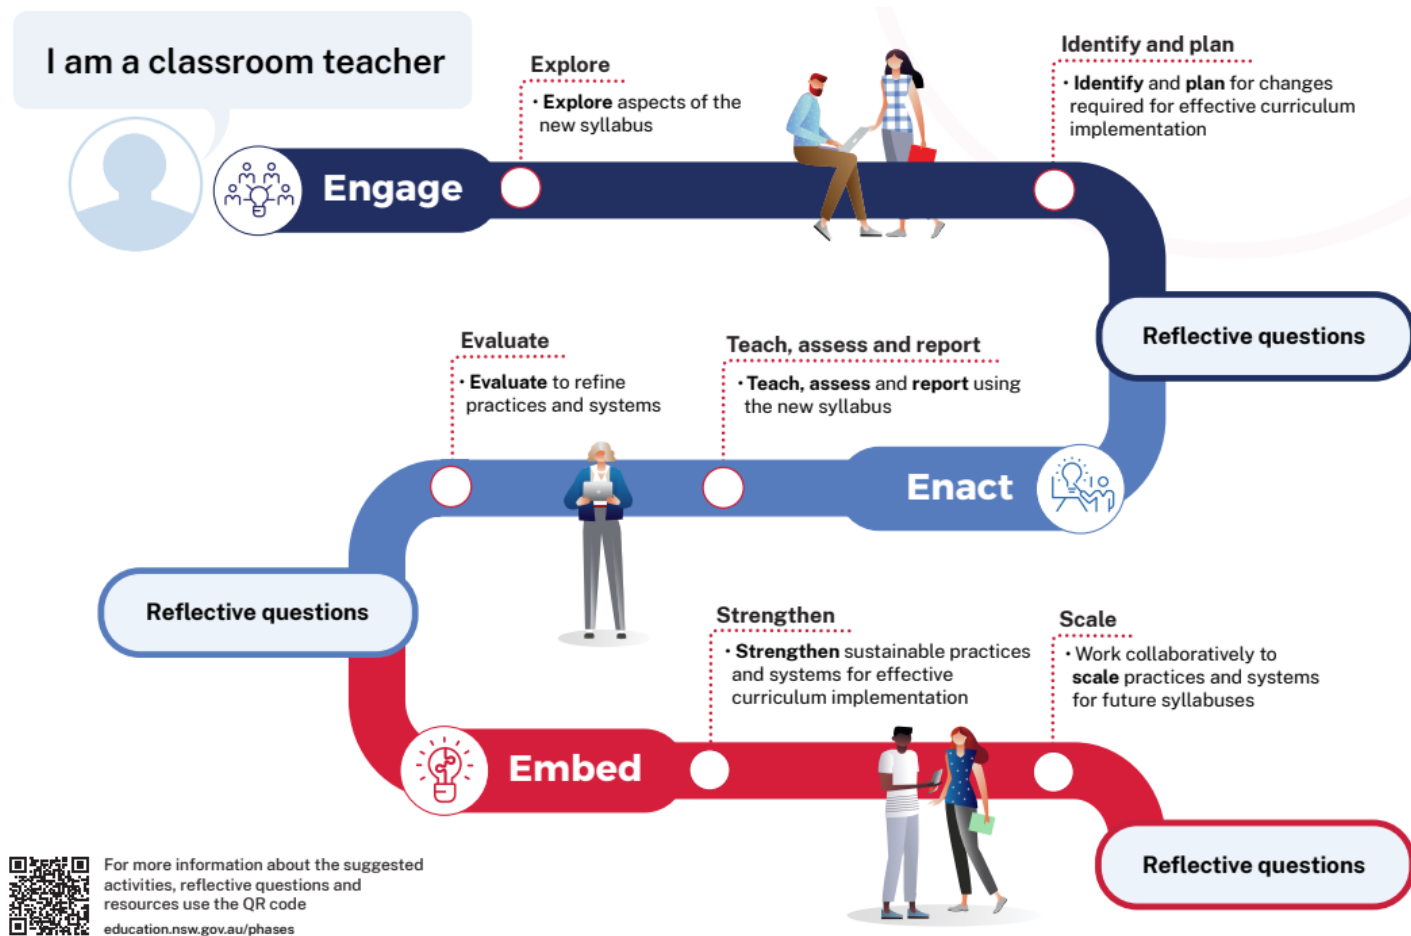 I am a classroom teacher
Engage
Explore
· Explore aspects of the
new syllabus
Identify and plan
· Identify and plan for changes
required for effective curriculum
implementation
Reflective questions
Enact
Teach, assess and report
· Teach, assess and report using
the new syllabus
Evaluate
· Evaluate to refine
practices and systems
Reflective questions
Embed
Strengthen
· Strengthen sustainable practices
and systems for effective
curriculum implementation
Scale
· Work collaboratively to
scale practices and systems
for future syllabuses
Reflective questions
For more information about the suggested
activities, reflective questions and
resources use the QR code
education.nsw.gov.au/phases